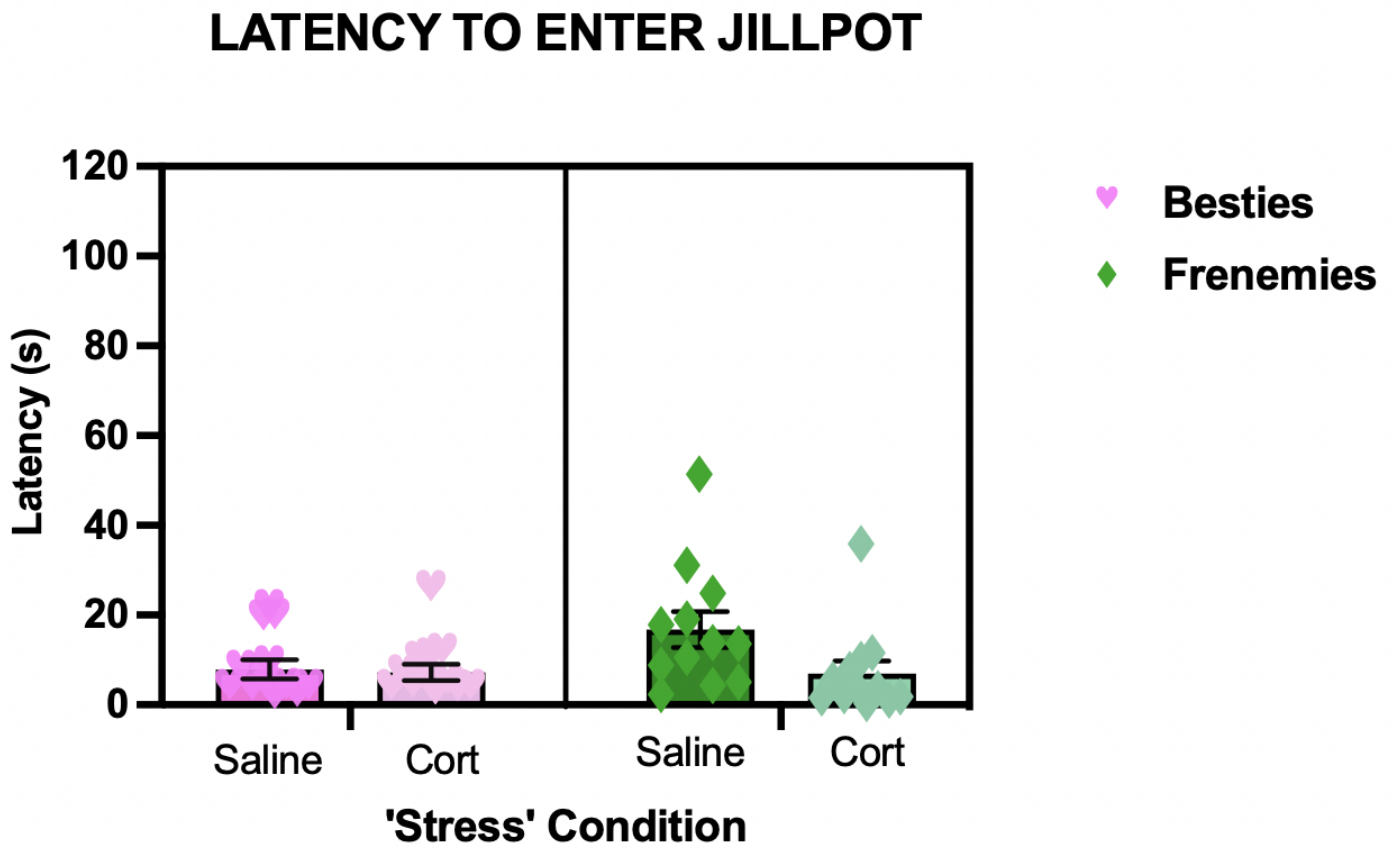 LATENCY TO ENTER JILLPOT
120
100
80
60
40
20
0
Latency (s)
Saline
Cort
Saline
Cort
'Stress' Condition
Besties
Frenemies